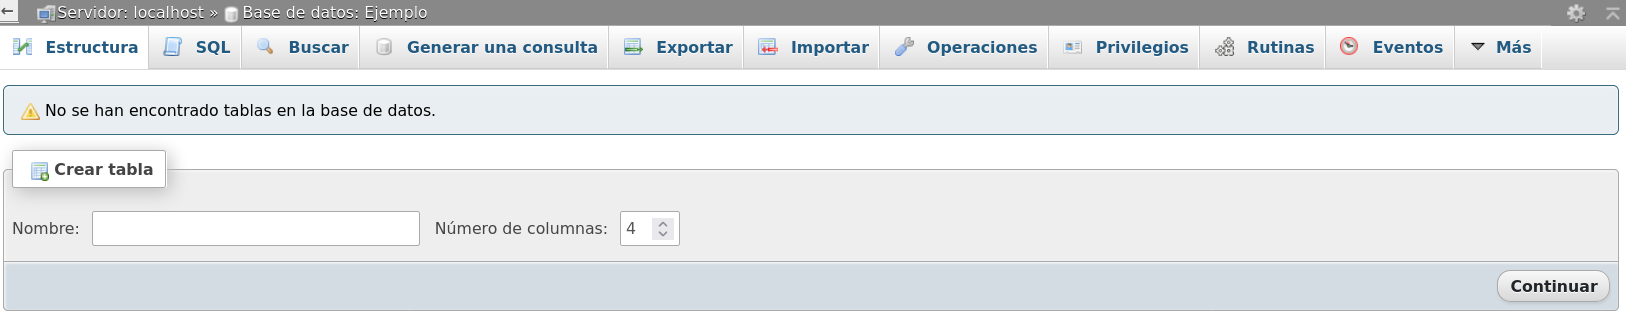 Servidor: localhost » Base de datos: Ejemplo
Estructura SQL Buscar Generar una consulta Exportar Importar Operaciones Privilegios Rutinas Eventos Más
No se han encontrado tablas en la base de datos.
Crear tabla
Nombre: Número de columnas: 4
Continuar